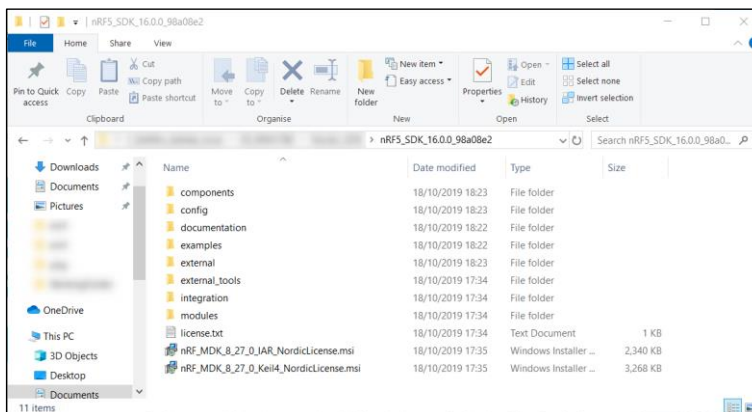 nRF5_SDK_16.0.0_98a08e2
File Home Share View
Pin to Quick access
Copy
Paste
Cut
Copy path
Paste shortcut
Clipboard
Move to
Copy to
Delete
Rename
Organise
New folder
New item
Easy access
New
Properties
Open
Edit
History
Open
Select all
Select none
Invert selection
Select
nRF5_SDK_16.0.0_98a08e2
Search nRF5_SDK_16.0.0_98a0...
Downloads
Documents
Pictures
OneDrive
This PC
3D Objects
Desktop
Documents
Name Date modified Type Size
components 18/10/2019 18:23 File folder
config 18/10/2019 18:23 File folder
documentation 18/10/2019 18:22 File folder
examples 18/10/2019 18:22 File folder
external 18/10/2019 18:23 File folder
external_tools 18/10/2019 17:34 File folder
integration 18/10/2019 17:34 File folder
modules 18/10/2019 17:34 File folder
license.txt 18/10/2019 17:34 Text Document 1 KB
nRF_MDK_8_27_0_IAR_NordicLicense.msi 18/10/2019 17:35 Windows Installer ... 2,340 KB
nRF_MDK_8_27_0_Keil4_NordicLicense.msi 18/10/2019 17:35 Windows Installer ... 3,268 KB
11 items